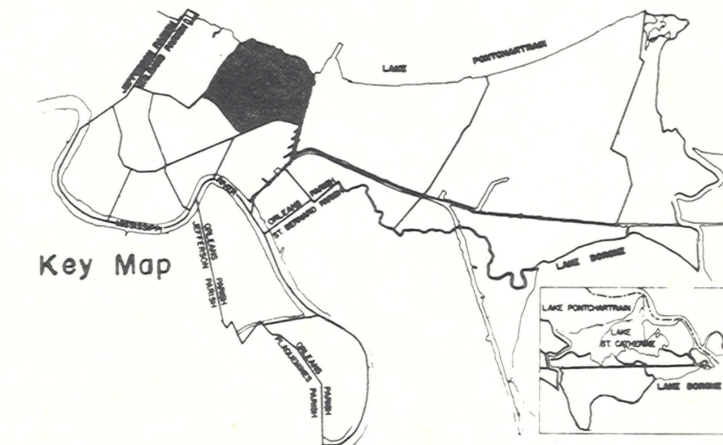 JEFFERSON PARISH
ORLEANS PARISH
LAKE PONTCHARTRAIN
MISSISSIPPI RIVER
ORLEANS PARISH
ST. BERNARD PARISH
Key Map
ORLEANS PARISH
JEFFERSON PARISH
LAKE BORGNE
ORLEANS PARISH
PLAQUEMINES PARISH
LAKE PONTCHARTRAIN
LAKE
ST. CATHERINE
LAKE BORGNE